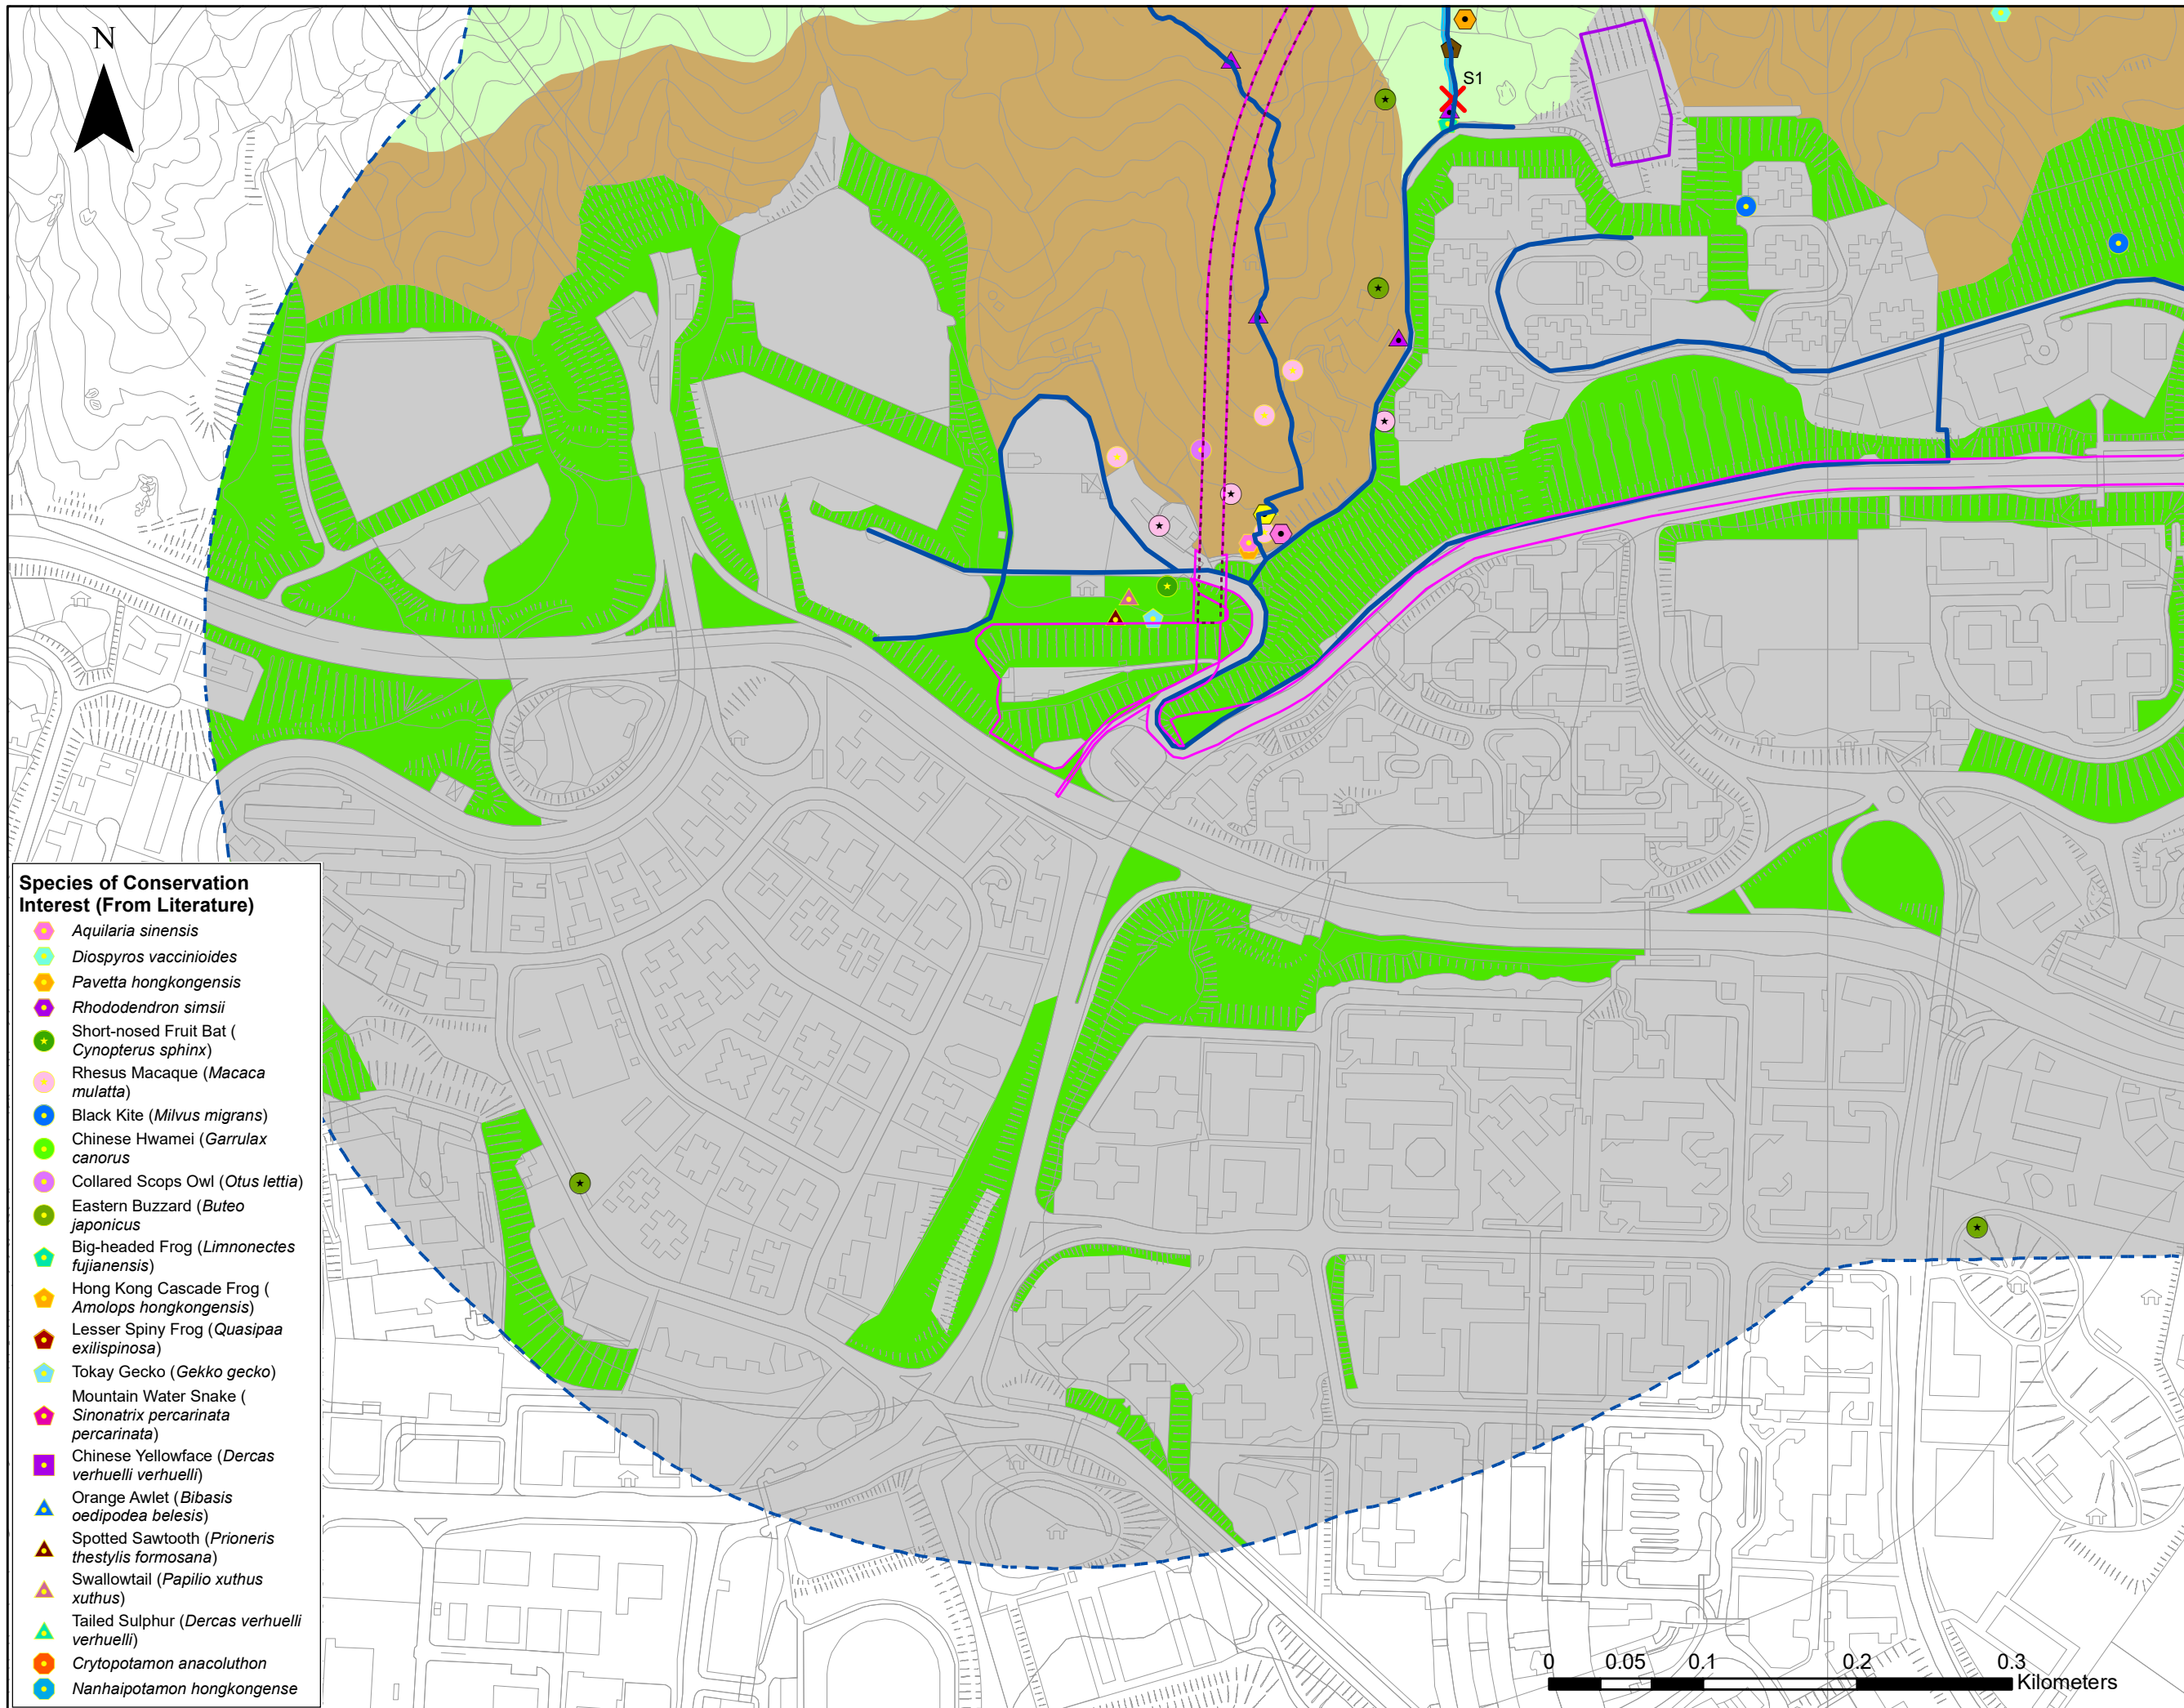 N
S1
Species of Conservation
Interest (From Literature)
Aquilaria sinensis
Diospyros vaccinioides
Pavetta hongkongensis
Rhododendron simsii
Short-nosed Fruit Bat (
Cynopterus sphinx)
Rhesus Macaque (Macaca
mulatta)
Black Kite (Milvus migrans)
Chinese Hwamei (Garrulax
canorus
Collared Scops Owl (Otus lettia)
Eastern Buzzard (Buteo
japonicus
Big-headed Frog (Limnonectes
fujianensis)
Hong Kong Cascade Frog (
Amolops hongkongensis)
Lesser Spiny Frog (Quasipaa
exilispinosa)
Tokay Gecko (Gekko gecko)
Mountain Water Snake (
Sinonatrix percarinata
percarinata)
Chinese Yellowface (Dercas
verhuelli verhuelli)
Orange Awlet (Bibasis
oedipodea belesis)
Spotted Sawtooth (Prioneris
thestylis formosana)
Swallowtail (Papilio xuthus
xuthus)
Tailed Sulphur (Dercas verhuelli
verhuelli)
Crytopotamon anacoluthon
Nanhaipotamon hongkongense
0 0.05 0.1 0.2 0.3
Kilometers